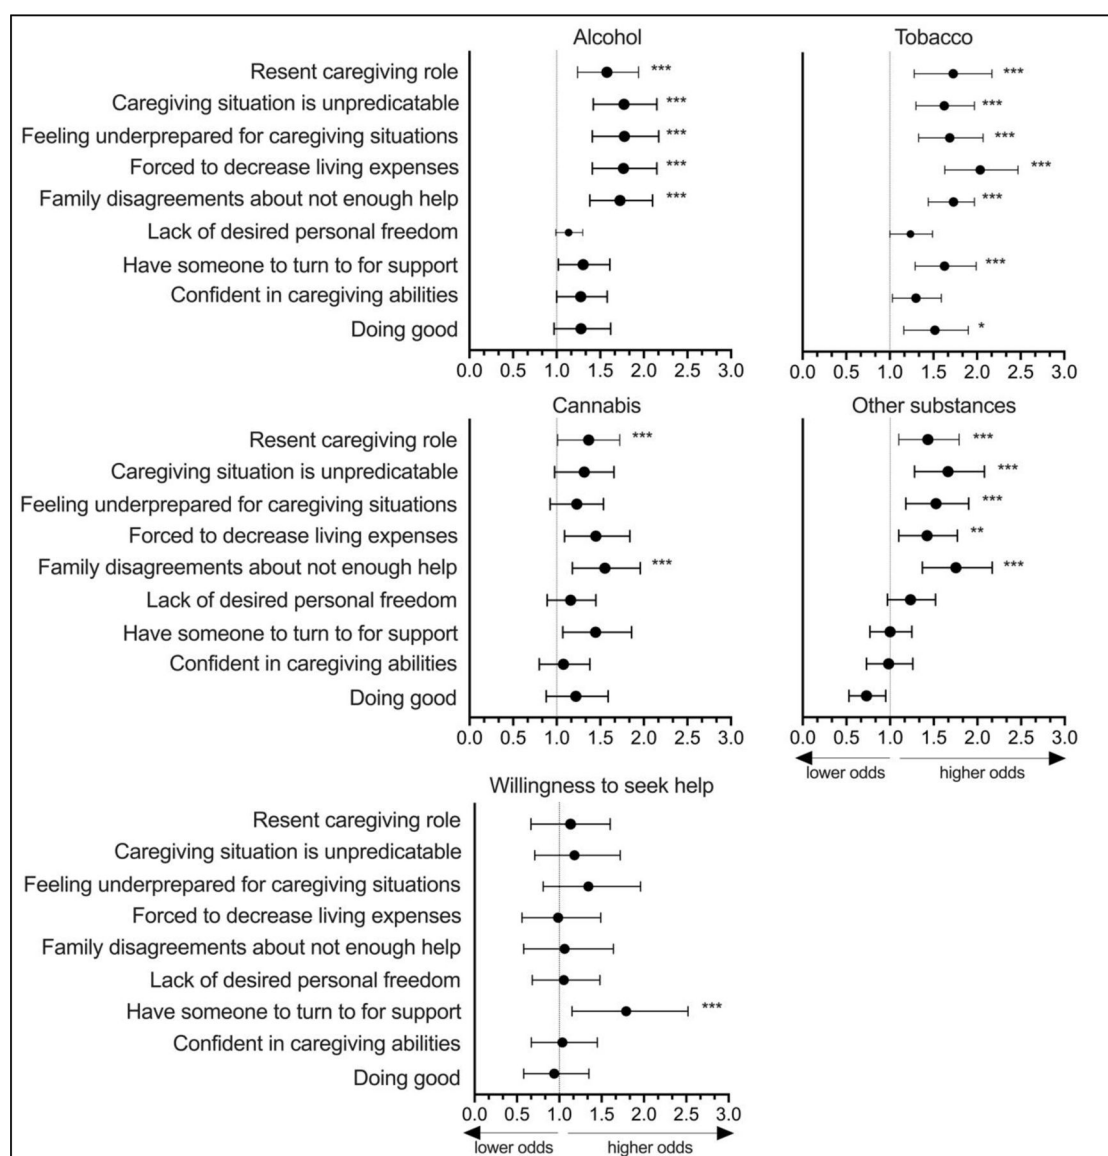 Alcohol
Resent caregiving role ***
Caregiving situation is unpredicatable ***
Feeling underprepared for caregiving situations ***
Forced to decrease living expenses ***
Family disagreements about not enough help ***
Lack of desired personal freedom
Have someone to turn to for support
Confident in caregiving abilities
Doing good
0.0 0.5 1.0 1.5 2.0 2.5 3.0
Tobacco
***
***
***
***
***
***
*
0.0 0.5 1.0 1.5 2.0 2.5 3.0
Cannabis
Resent caregiving role ***
Caregiving situation is unpredicatable
Feeling underprepared for caregiving situations
Forced to decrease living expenses
Family disagreements about not enough help ***
Lack of desired personal freedom
Have someone to turn to for support
Confident in caregiving abilities
Doing good
0.0 0.5 1.0 1.5 2.0 2.5 3.0
Other substances
***
***
***
**
***
0.0 0.5 1.0 1.5 2.0 2.5 3.0
lower odds higher odds
Willingness to seek help
Resent caregiving role
Caregiving situation is unpredicatable
Feeling underprepared for caregiving situations
Forced to decrease living expenses
Family disagreements about not enough help
Lack of desired personal freedom
Have someone to turn to for support ***
Confident in caregiving abilities
Doing good
0.0 0.5 1.0 1.5 2.0 2.5 3.0
lower odds higher odds